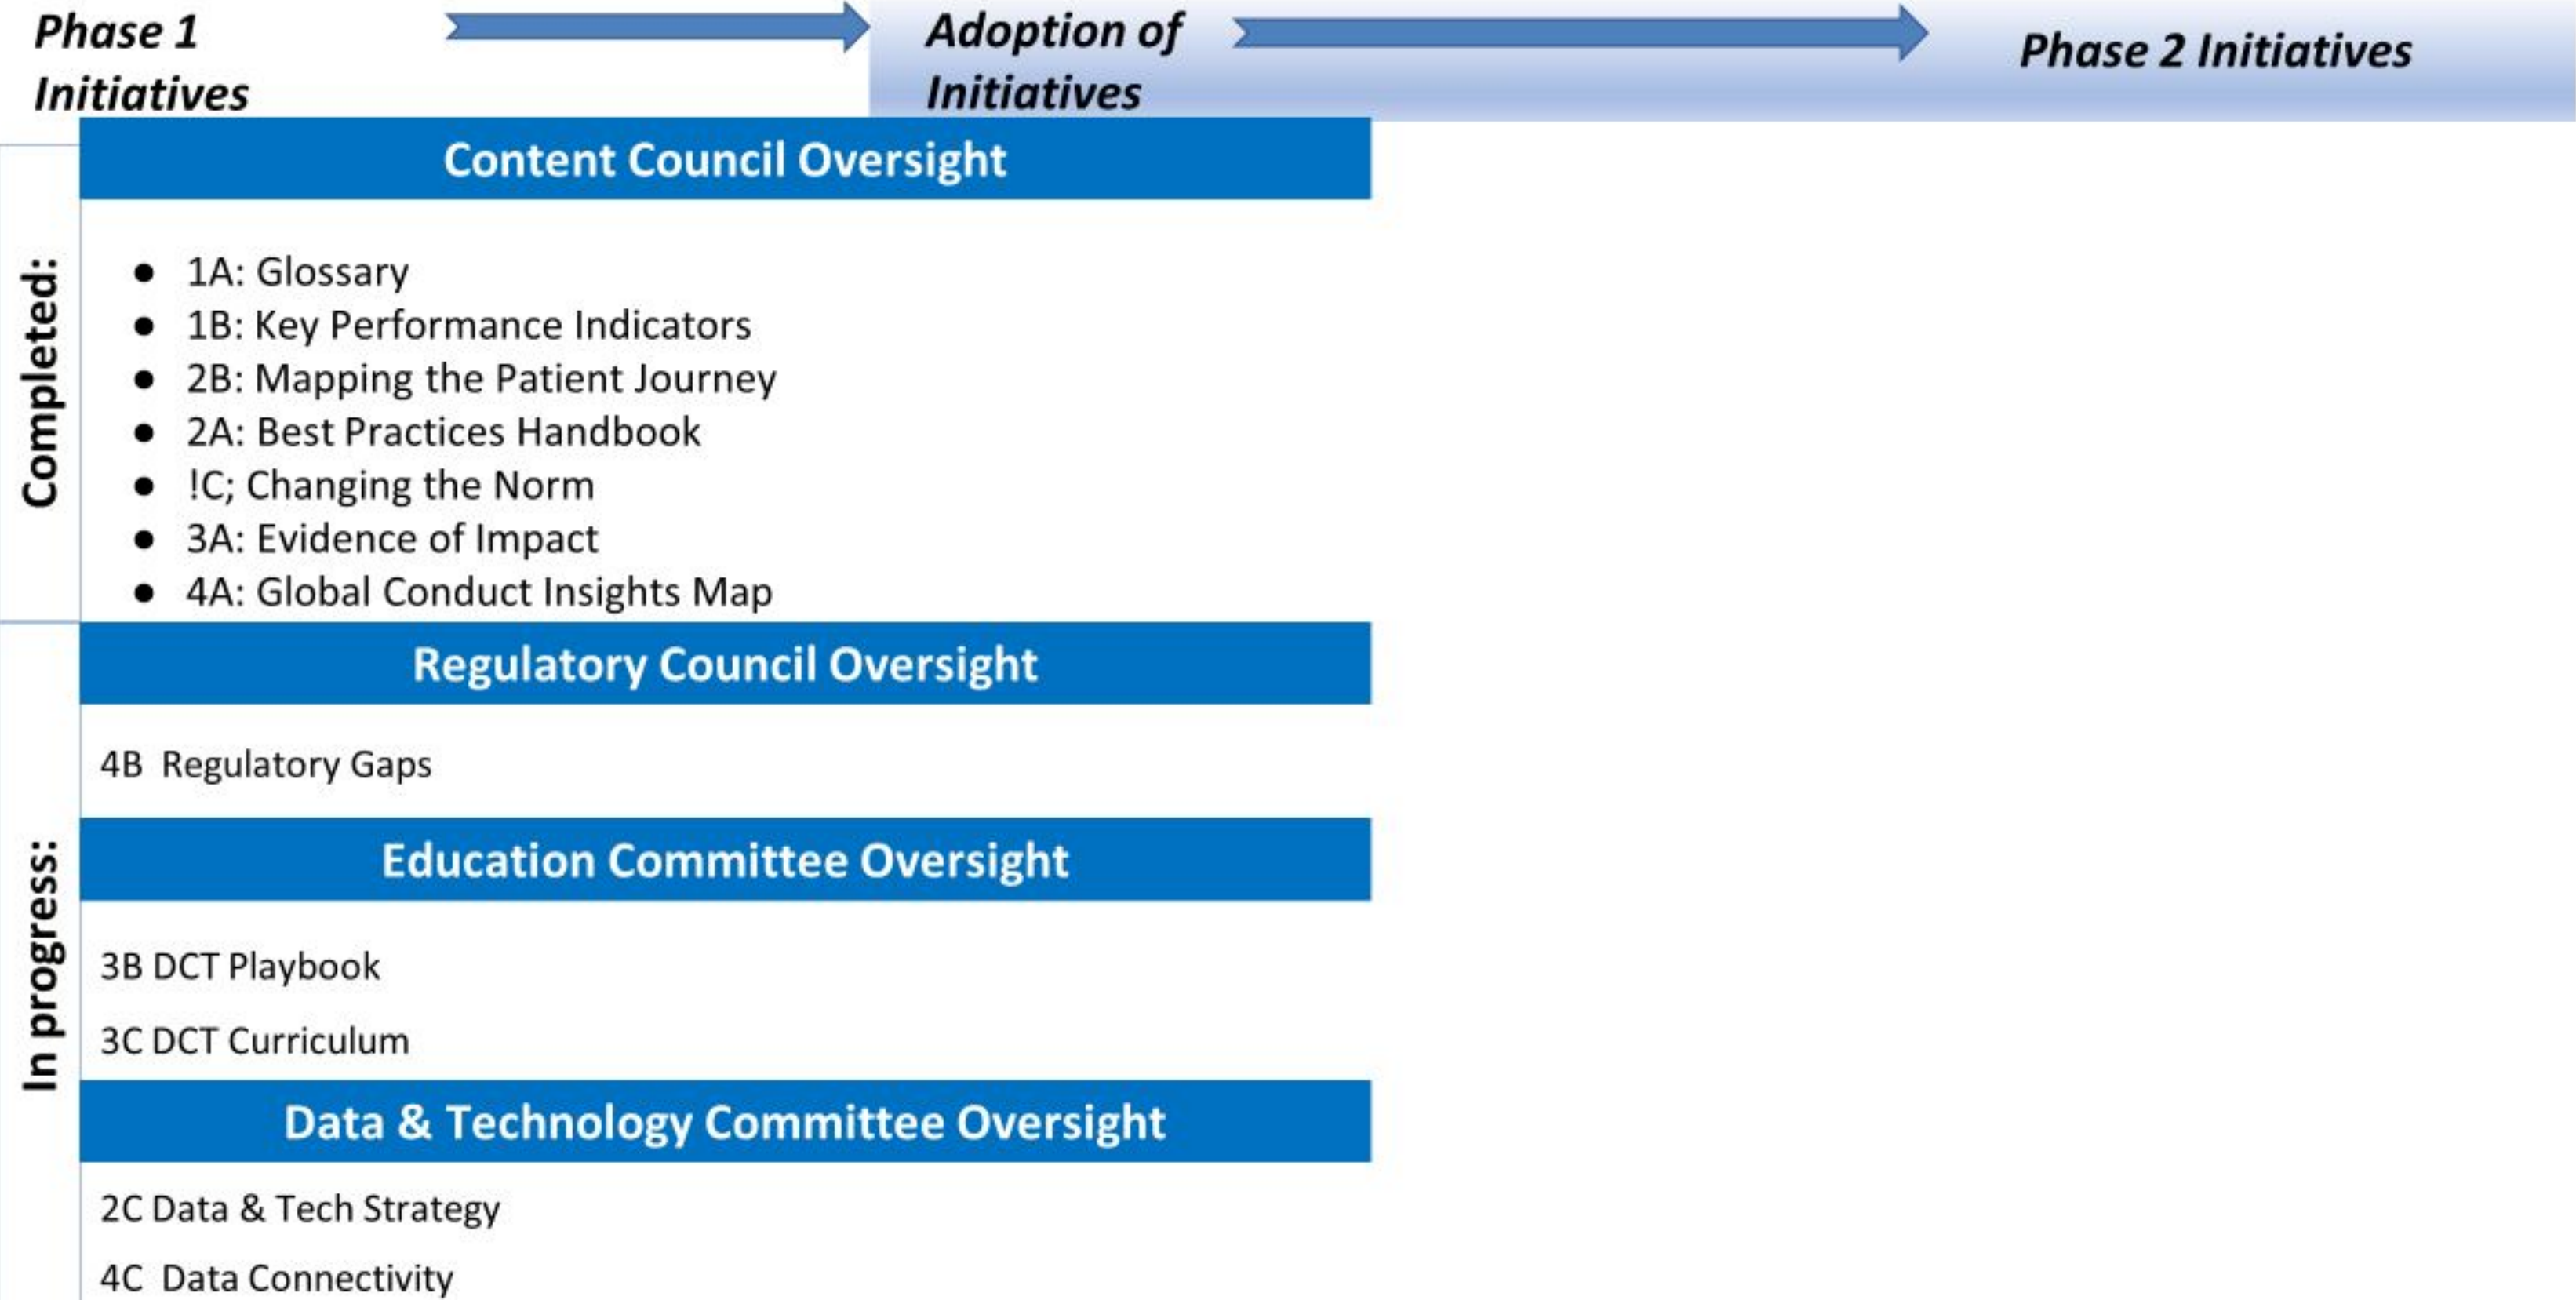 Phase 1
Initiatives
Adoption of
Initiatives
Phase 2 Initiatives
Completed:
Content Council Oversight
● 1A: Glossary
● 1B: Key Performance Indicators
● 2B: Mapping the Patient Journey
● 2A: Best Practices Handbook
● !C; Changing the Norm
● 3A: Evidence of Impact
● 4A: Global Conduct Insights Map
In progress:
Regulatory Council Oversight
4B  Regulatory Gaps
Education Committee Oversight
3B DCT Playbook
3C DCT Curriculum
Data & Technology Committee Oversight
2C Data & Tech Strategy
4C  Data Connectivity